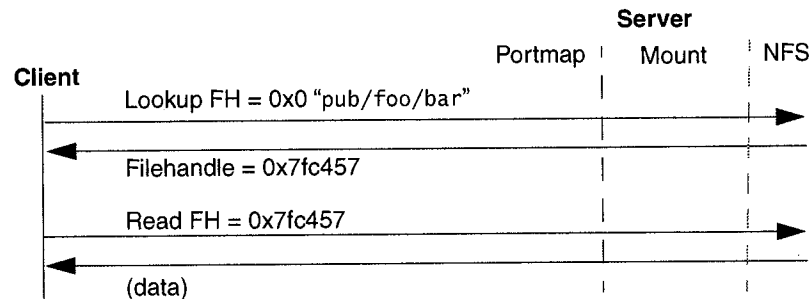 Server
Portmap Mount NFS
Client
Lookup FH = 0x0 “pub/foo/bar”
Filehandle = 0x7fc457
Read FH = 0x7fc457
(data)